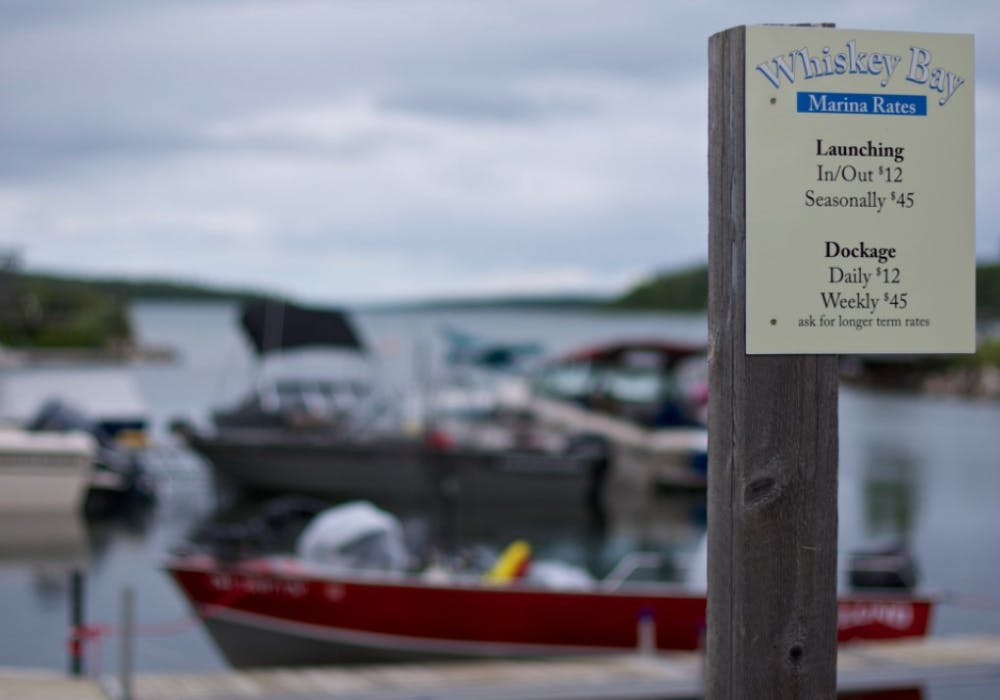 Whiskey Bay
Marina Rates
Launching
In/Out $12
Seasonally $45
Dockage
Daily $12
Weekly $45
ask for longer term rates